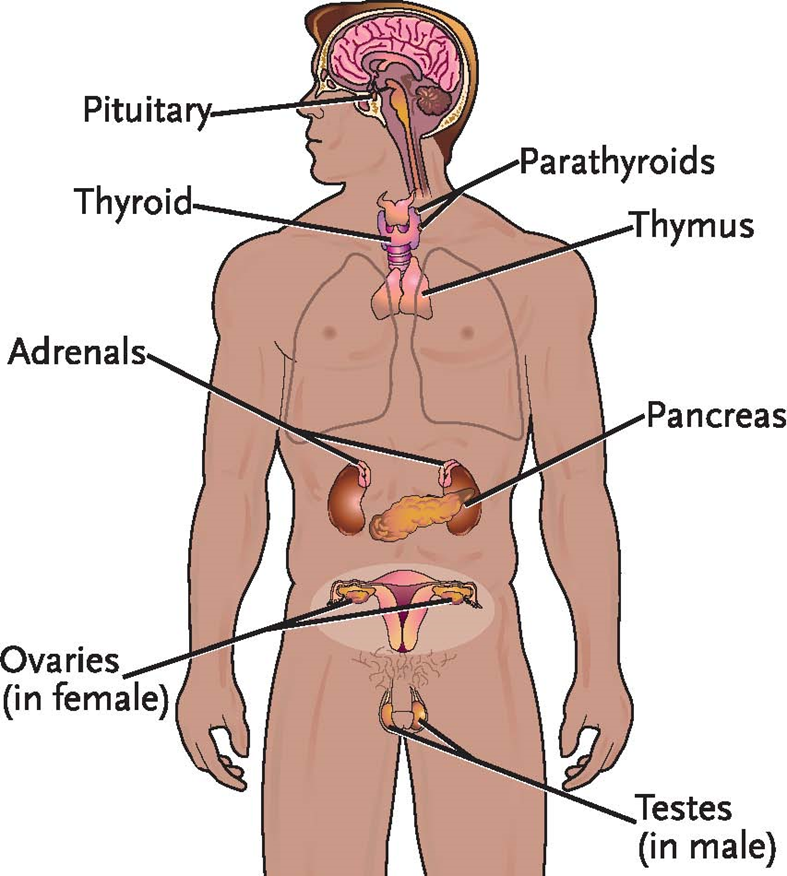 Pituitary
Parathyroids
Thyroid
Thymus
Adrenals
Pancreas
Ovaries
(in female)
Testes
(in male)